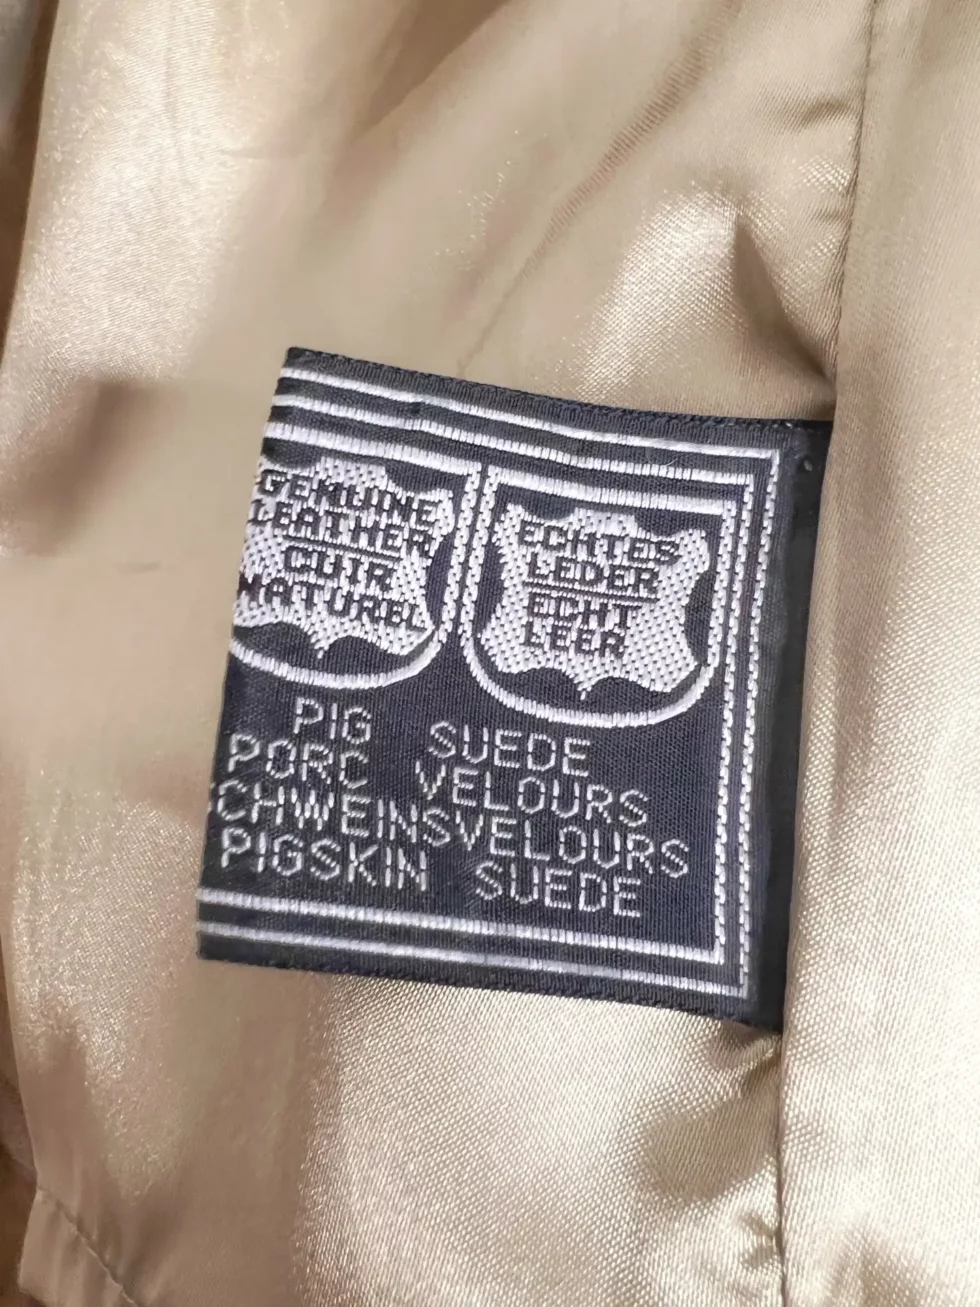 GENUINE
LEATHER
CUIR
NATUREL
ECHTES
LEDER
ECHT
LEER
PIG SUEDE
PORC VELOURS
CHWEINSVELOURS
PIGSKIN SUEDE